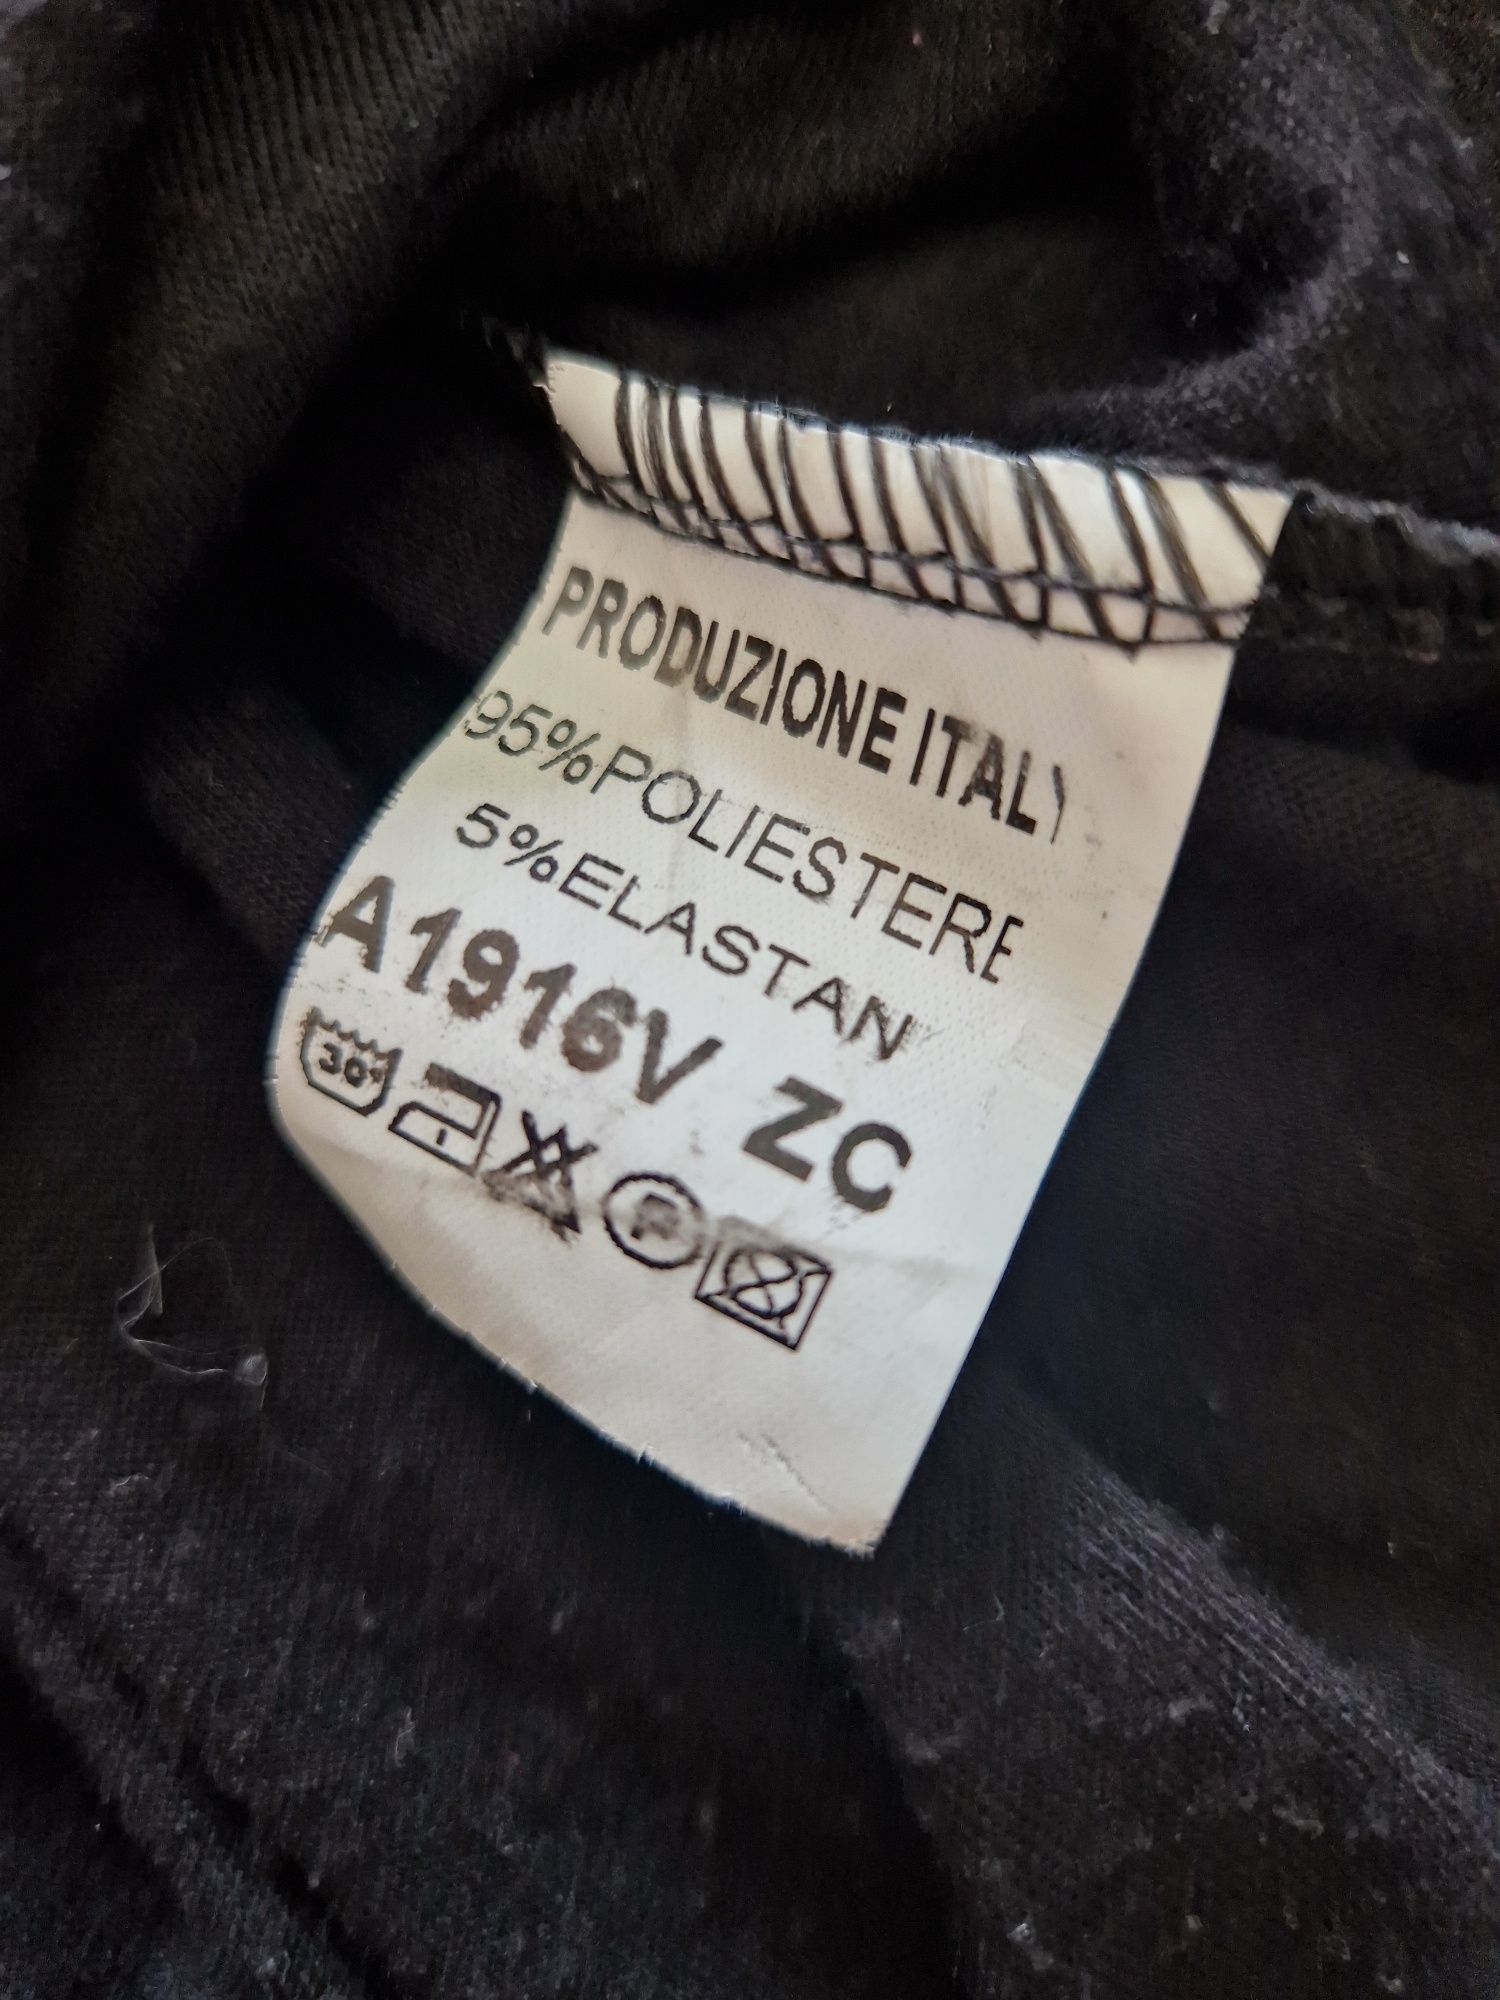 PRODUZIONE ITALY
95%POLIESTERE
5%ELASTAN
A1916V ZC
30°
P